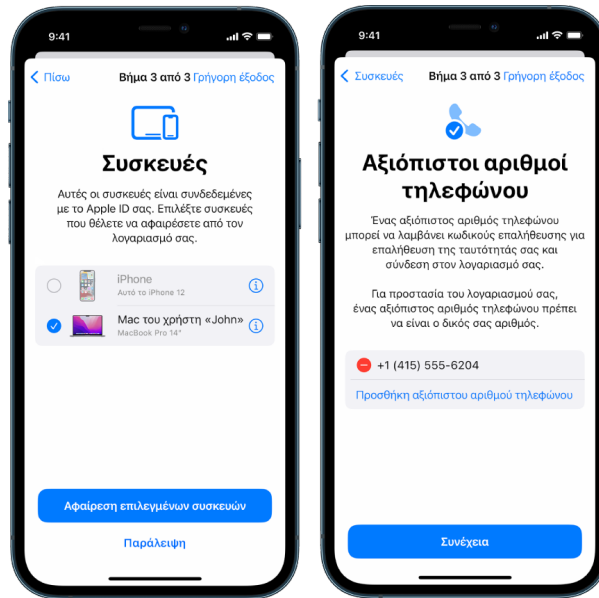 9:41
Πίσω
Βήμα 3 από 3
Γρήγορη έξοδος
Συσκευές
Αυτές οι συσκευές είναι συνδεδεμένες
με το Apple ID σας. Επιλέξτε συσκευές
που θέλετε να αφαιρέσετε από τον
λογαριασμό σας.
iPhone
Αυτό το iPhone 12
Mac του χρήστη «John»
MacBook Pro 14"
Αφαίρεση επιλεγμένων συσκευών
Παράλειψη
9:41
Συσκευές
Βήμα 3 από 3
Γρήγορη έξοδος
Αξιόπιστοι αριθμοί
τηλεφώνου
Ένας αξιόπιστος αριθμός τηλεφώνου
μπορεί να λαμβάνει κωδικούς επαλήθευσης για
επαλήθευση της ταυτότητάς σας και
σύνδεση στον λογαριασμό σας.
Για προστασία του λογαριασμού σας,
ένας αξιόπιστος αριθμός τηλεφώνου πρέπει
να είναι ο δικός σας αριθμός.
+1 (415) 555-6204
Προσθήκη αξιόπιστου αριθμού τηλεφώνου
Συνέχεια